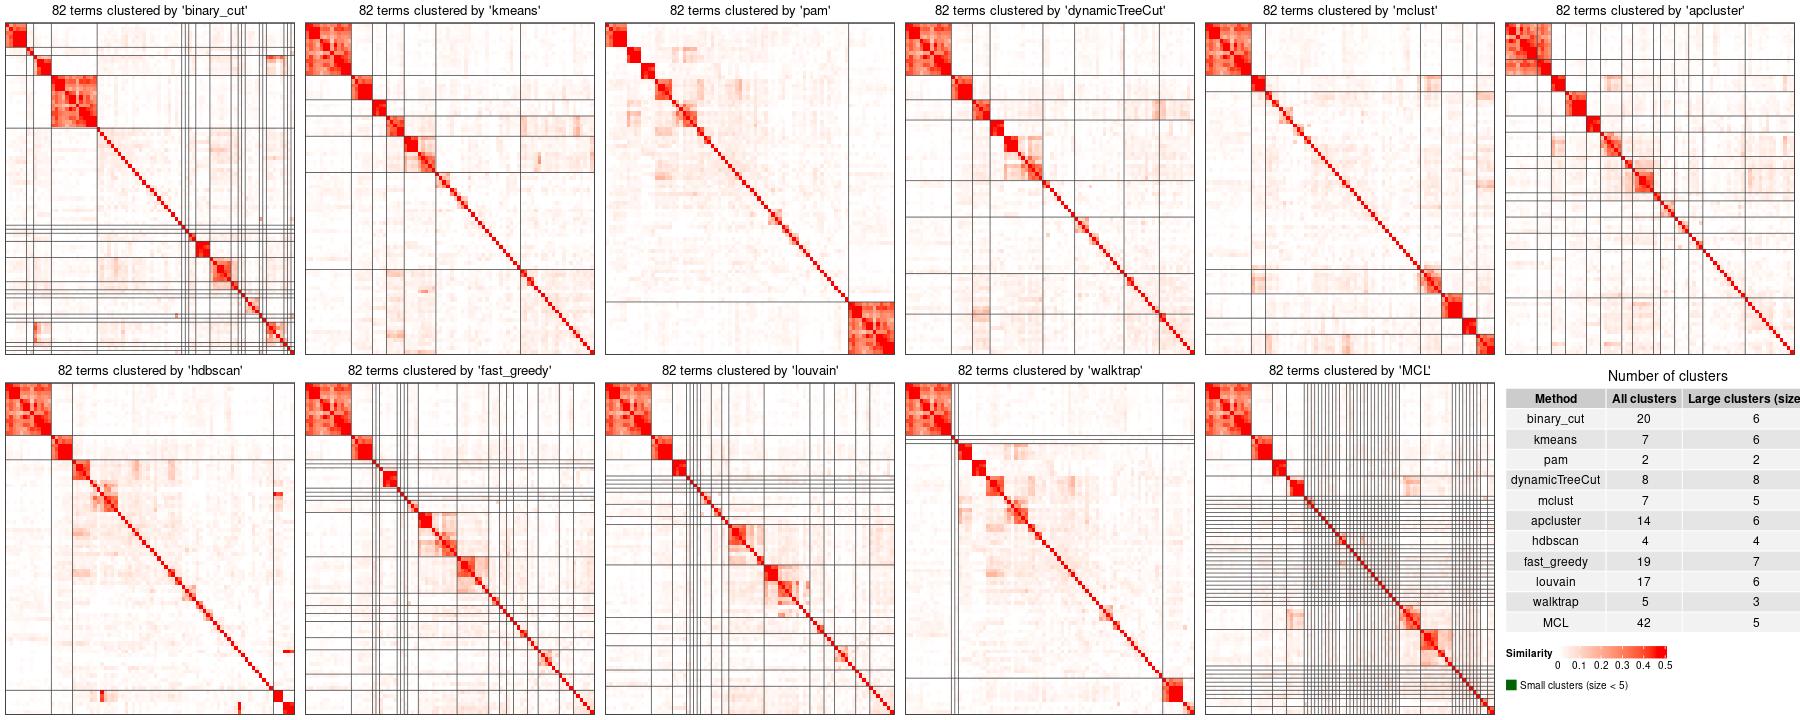 82 terms clustered by 'binary_cut'
82 terms clustered by 'kmeans'
82 terms clustered by 'pam'
82 terms clustered by 'dynamicTreeCut'
82 terms clustered by 'mclust'
82 terms clustered by 'apcluster'
82 terms clustered by 'hdbscan'
82 terms clustered by 'fast_greedy'
82 terms clustered by 'louvain'
82 terms clustered by 'walktrap'
82 terms clustered by 'MCL'
Number of clusters
Method All clusters Large clusters (size
binary_cut 20 6
kmeans 7 6
pam 2 2
dynamicTreeCut 8 8
mclust 7 5
apcluster 14 6
hdbscan 4 4
fast_greedy 19 7
louvain 17 6
walktrap 5 3
MCL 42 5
Similarity
0 0.1 0.2 0.3 0.4 0.5
Small clusters (size < 5)